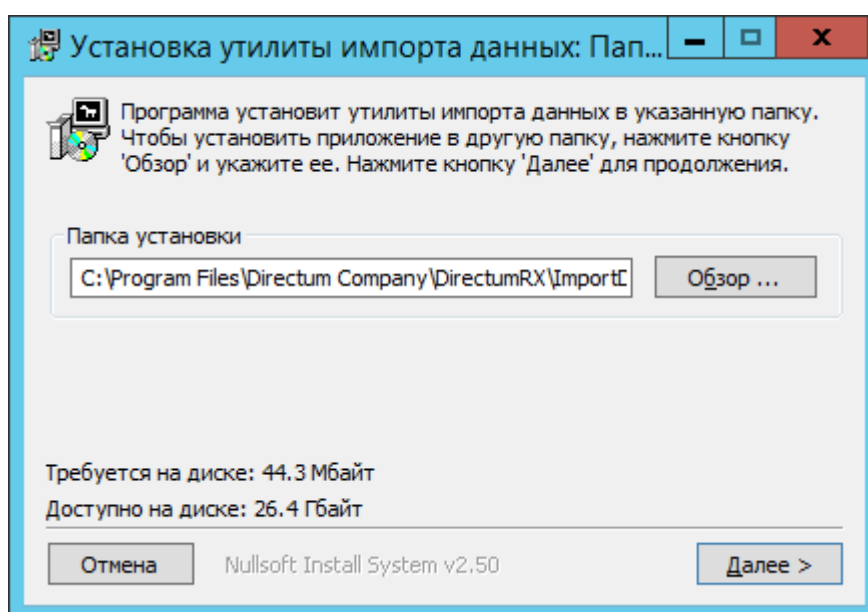 Установка утилиты импорта данных: Пап...
Программа установит утилиты импорта данных в указанную папку.
Чтобы установить приложение в другую папку, нажмите кнопку
'Обзор' и укажите ее. Нажмите кнопку 'Далее' для продолжения.
Папка установки
C:\Program Files\Directum Company\DirectumRX\ImportD
Обзор ...
Требуется на диске: 44.3 Мбайт
Доступно на диске: 26.4 Гбайт
Отмена
Nullsoft Install System v2.50
Далее >